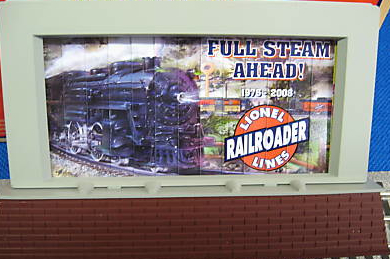 FULL STEAM
AHEAD!
1976 - 2008
LIONEL
RAILROADER
LINES